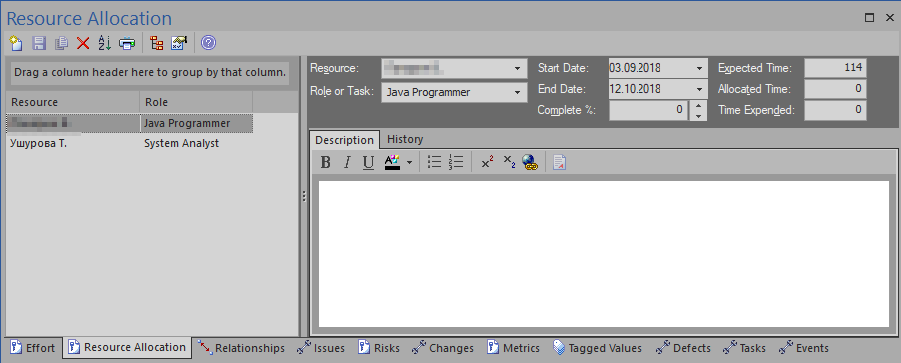 Resource Allocation
Drag a column header here to group by that column.
Resource Role
Java Programmer
Ушурова Т. System Analyst
Resource:
Role or Task: Java Programmer
Start Date: 03.09.2018
End Date: 12.10.2018
Complete %: 0
Expected Time: 114
Allocated Time: 0
Time Expended: 0
Description History
B I U A x² x₂
Effort Resource Allocation Relationships Issues Risks Changes Metrics Tagged Values Defects Tasks Events